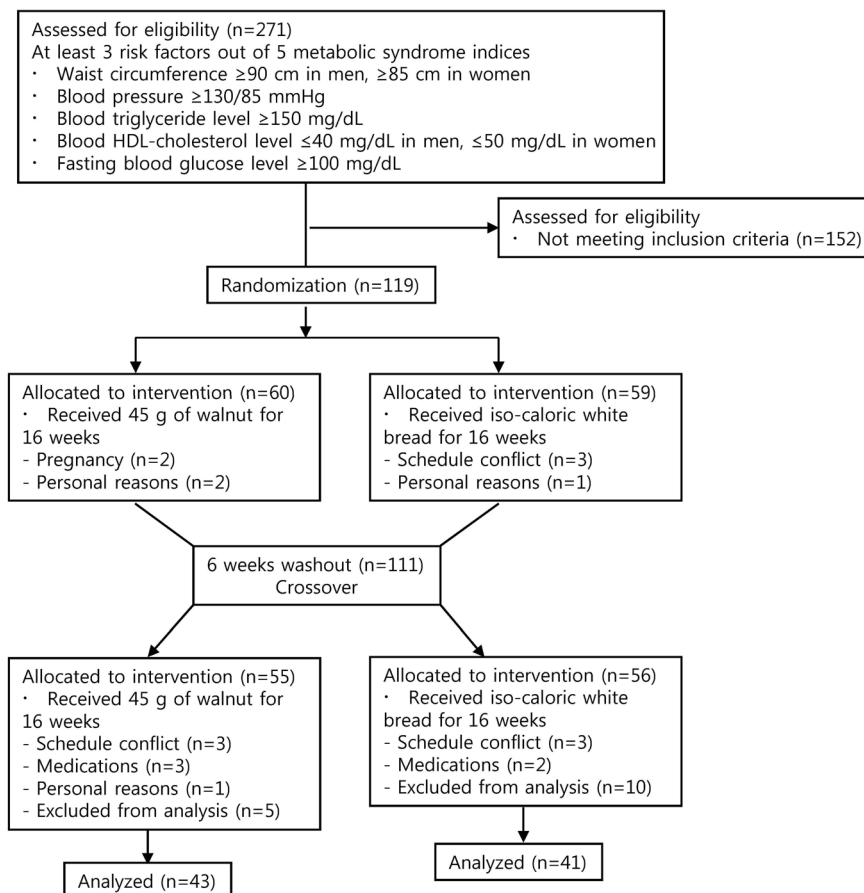 Assessed for eligibility (n=271)
At least 3 risk factors out of 5 metabolic syndrome indices
· Waist circumference ≥90 cm in men, ≥85 cm in women
· Blood pressure ≥130/85 mmHg
· Blood triglyceride level ≥150 mg/dL
· Blood HDL-cholesterol level ≤40 mg/dL in men, ≤50 mg/dL in women
· Fasting blood glucose level ≥100 mg/dL
Assessed for eligibility
· Not meeting inclusion criteria (n=152)
Randomization (n=119)
Allocated to intervention (n=60)
· Received 45 g of walnut for
16 weeks
- Pregnancy (n=2)
- Personal reasons (n=2)
Allocated to intervention (n=59)
· Received iso-caloric white
bread for 16 weeks
- Schedule conflict (n=3)
- Personal reasons (n=1)
6 weeks washout (n=111)
Crossover
Allocated to intervention (n=55)
· Received 45 g of walnut for
16 weeks
- Schedule conflict (n=3)
- Medications (n=3)
- Personal reasons (n=1)
- Excluded from analysis (n=5)
Allocated to intervention (n=56)
· Received iso-caloric white
bread for 16 weeks
- Schedule conflict (n=3)
- Medications (n=2)
- Excluded from analysis (n=10)
Analyzed (n=43)
Analyzed (n=41)